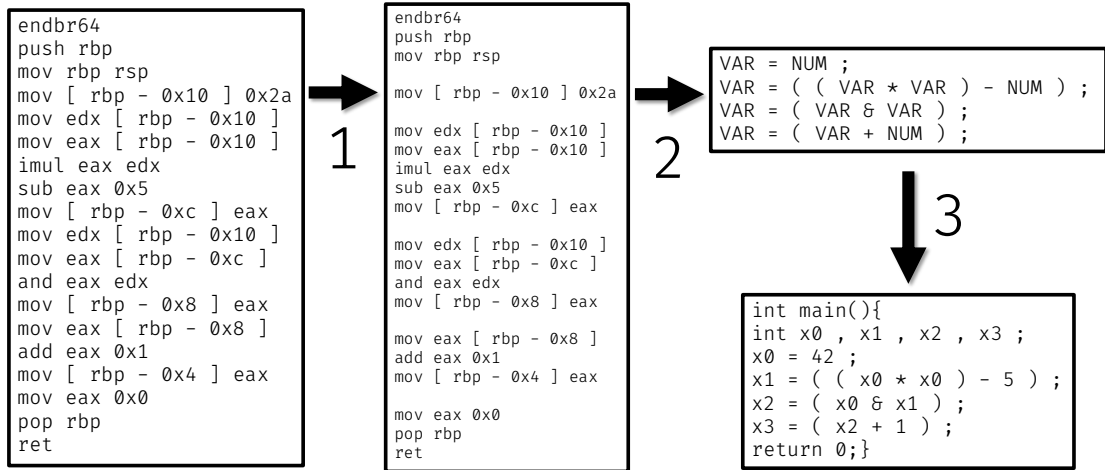 endbr64
push rbp
mov rbp rsp
mov [ rbp - 0x10 ] 0x2a
mov edx [ rbp - 0x10 ]
mov eax [ rbp - 0x10 ]
imul eax edx
sub eax 0x5
mov [ rbp - 0xc ] eax
mov edx [ rbp - 0x10 ]
mov eax [ rbp - 0xc ]
and eax edx
mov [ rbp - 0x8 ] eax
mov eax [ rbp - 0x8 ]
add eax 0x1
mov [ rbp - 0x4 ] eax
mov eax 0x0
pop rbp
ret
1
endbr64
push rbp
mov rbp rsp
mov [ rbp - 0x10 ] 0x2a
mov edx [ rbp - 0x10 ]
mov eax [ rbp - 0x10 ]
imul eax edx
sub eax 0x5
mov [ rbp - 0xc ] eax
mov edx [ rbp - 0x10 ]
mov eax [ rbp - 0xc ]
and eax edx
mov [ rbp - 0x8 ] eax
mov eax [ rbp - 0x8 ]
add eax 0x1
mov [ rbp - 0x4 ] eax
mov eax 0x0
pop rbp
ret
2
VAR = NUM ;
VAR = ( ( VAR * VAR ) - NUM ) ;
VAR = ( VAR & VAR ) ;
VAR = ( VAR + NUM ) ;
3
int main(){
int x0 , x1 , x2 , x3 ;
x0 = 42 ;
x1 = ( ( x0 * x0 ) - 5 ) ;
x2 = ( x0 & x1 ) ;
x3 = ( x2 + 1 ) ;
return 0;}